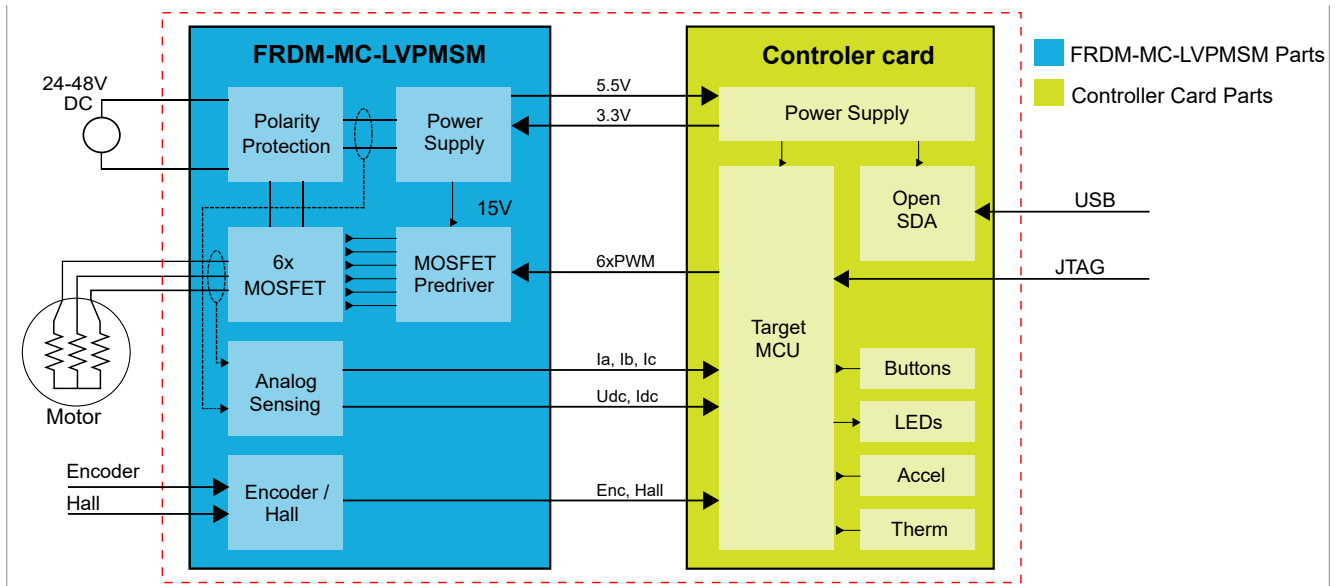 FRDM-MC-LVPMSM
Controler card
FRDM-MC-LVPMSM Parts
Controller Card Parts
24-48V
DC
Polarity
Protection
Power
Supply
5.5V
3.3V
Power Supply
15V
Open
SDA
USB
6x
MOSFET
MOSFET
Predriver
6xPWM
JTAG
Target
MCU
Motor
Analog
Sensing
Ia, Ib, Ic
Udc, Idc
Buttons
LEDs
Accel
Therm
Encoder
Hall
Encoder /
Hall
Enc, Hall